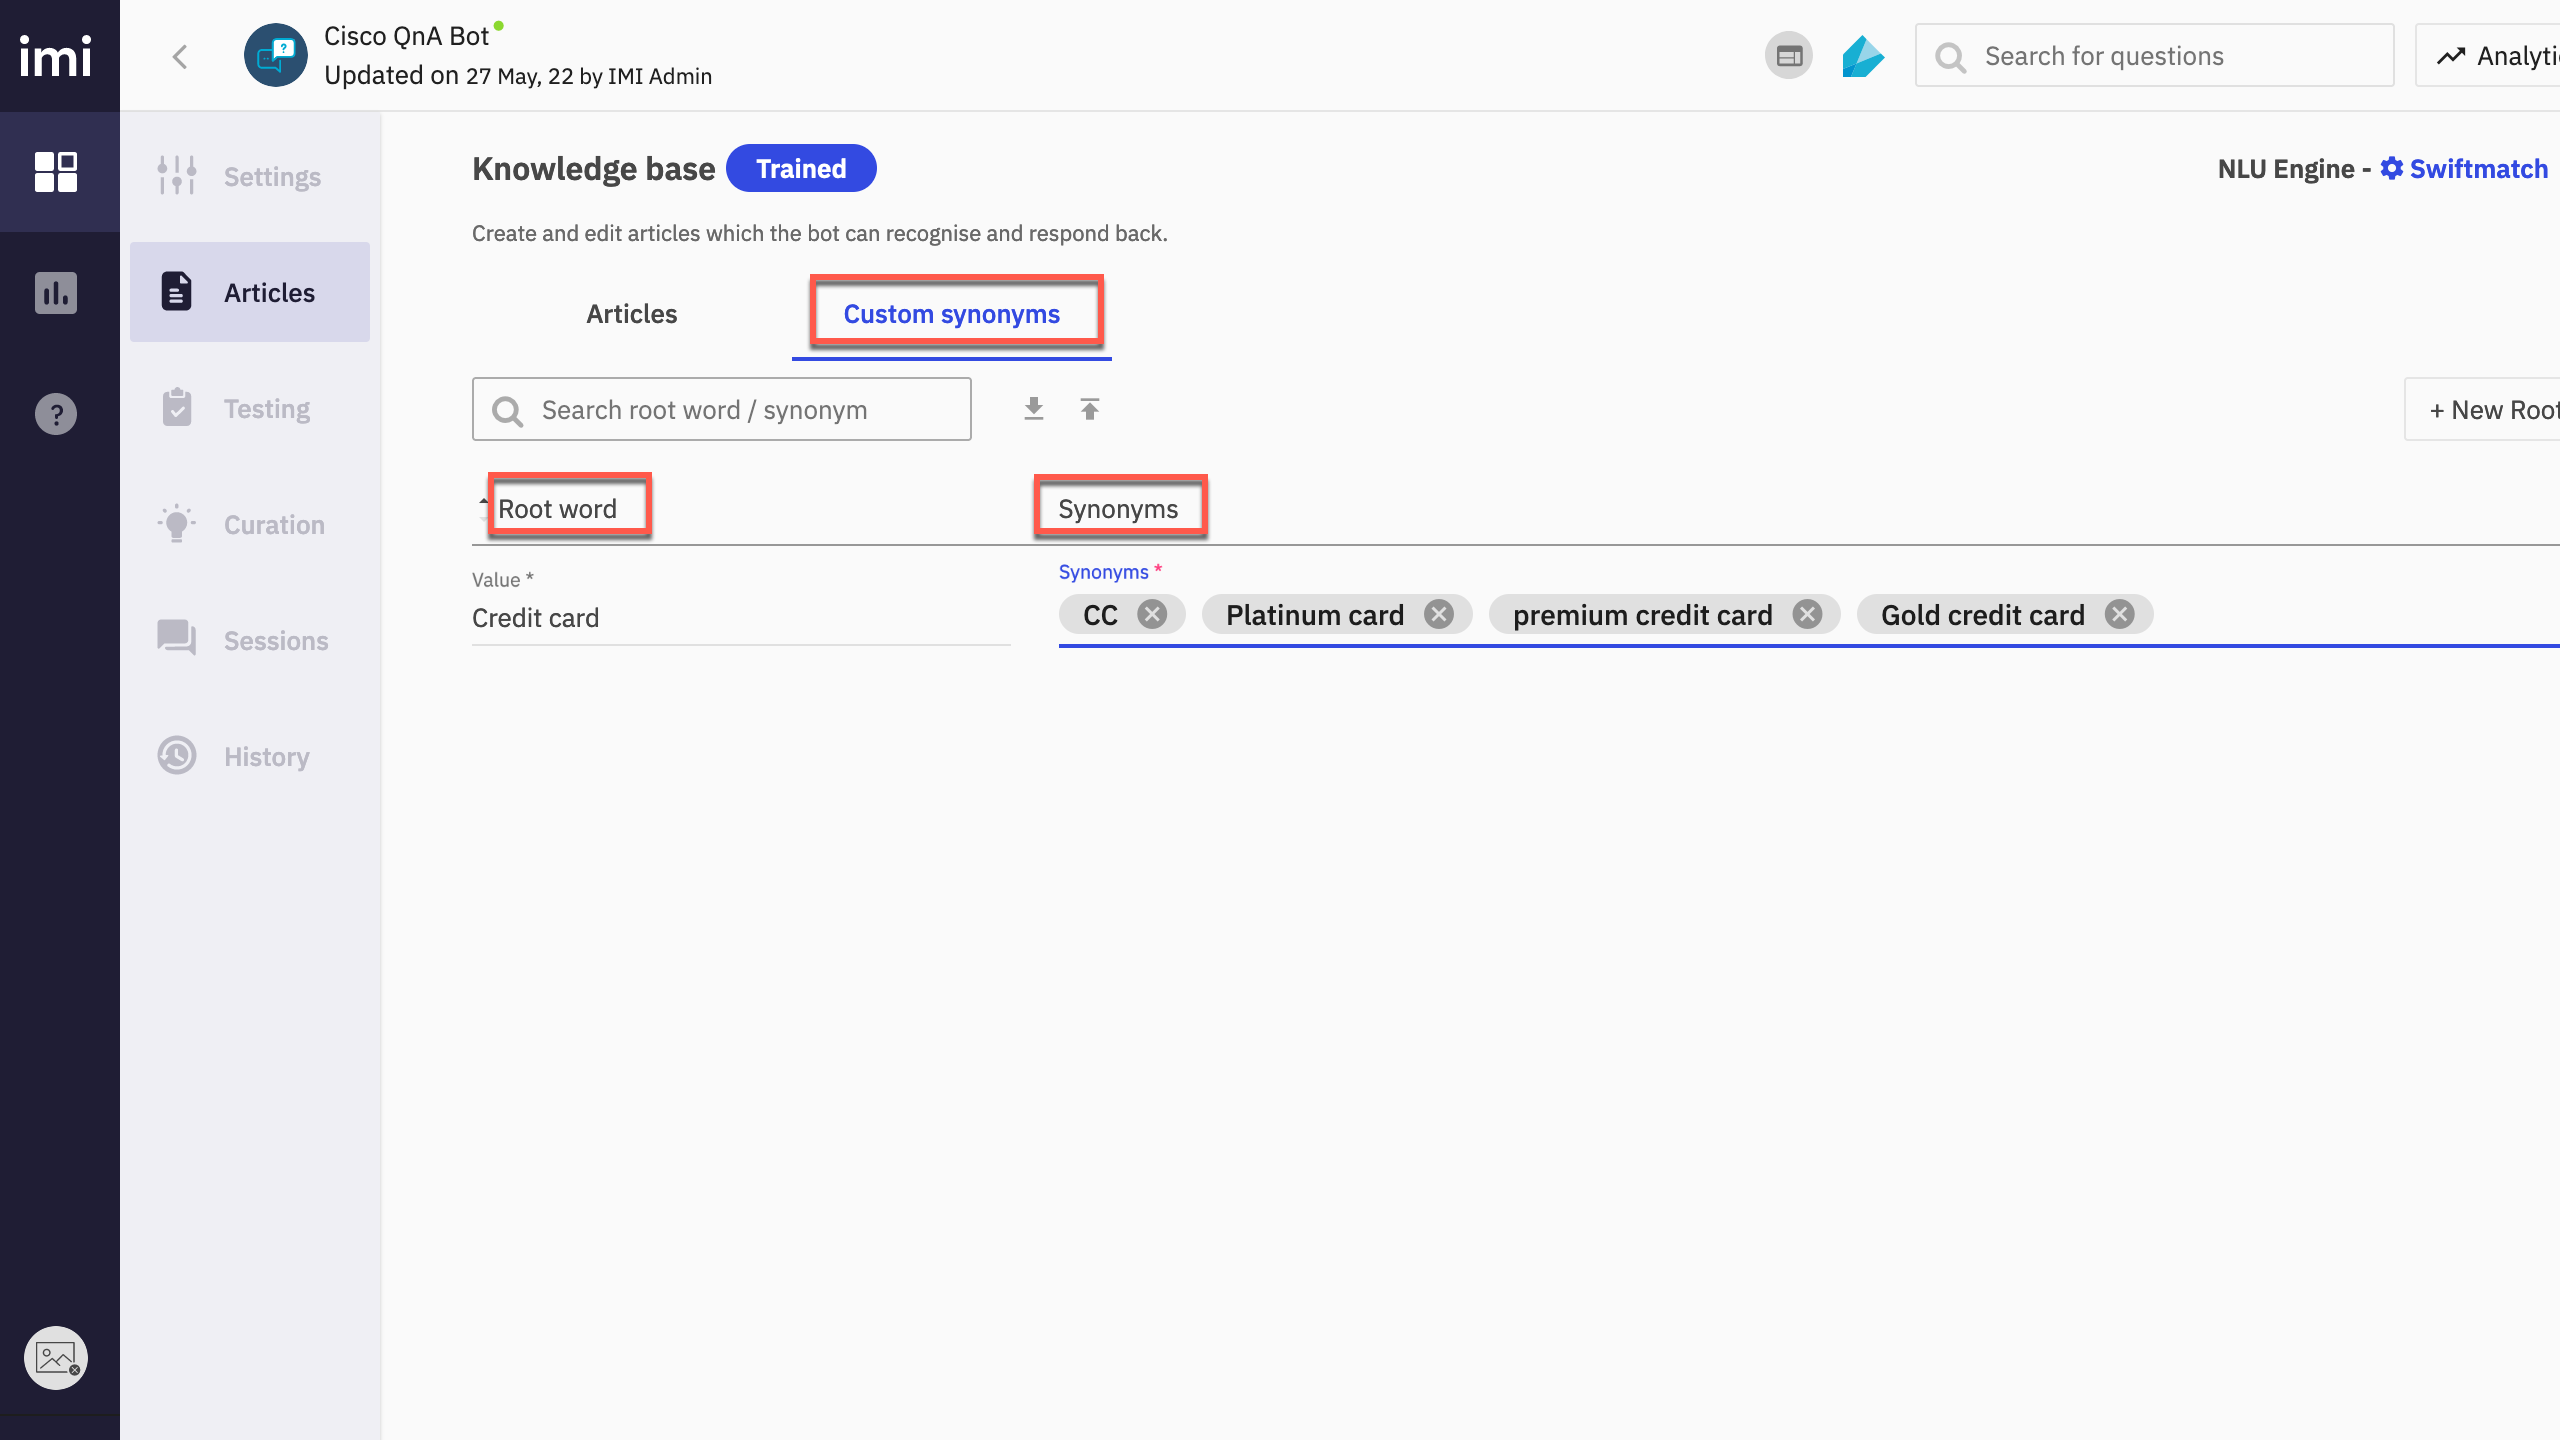 imi
Cisco QnA Bot
Updated on 27 May, 22 by IMI Admin
Search for questions
Analyti
Settings
Articles
Testing
Curation
Sessions
History
Knowledge base Trained
NLU Engine - Swiftmatch
Create and edit articles which the bot can recognise and respond back.
Articles Custom synonyms
Search root word / synonym
+ New Root
Root word Synonyms
Value * Synonyms *
Credit card CC Platinum card premium credit card Gold credit card